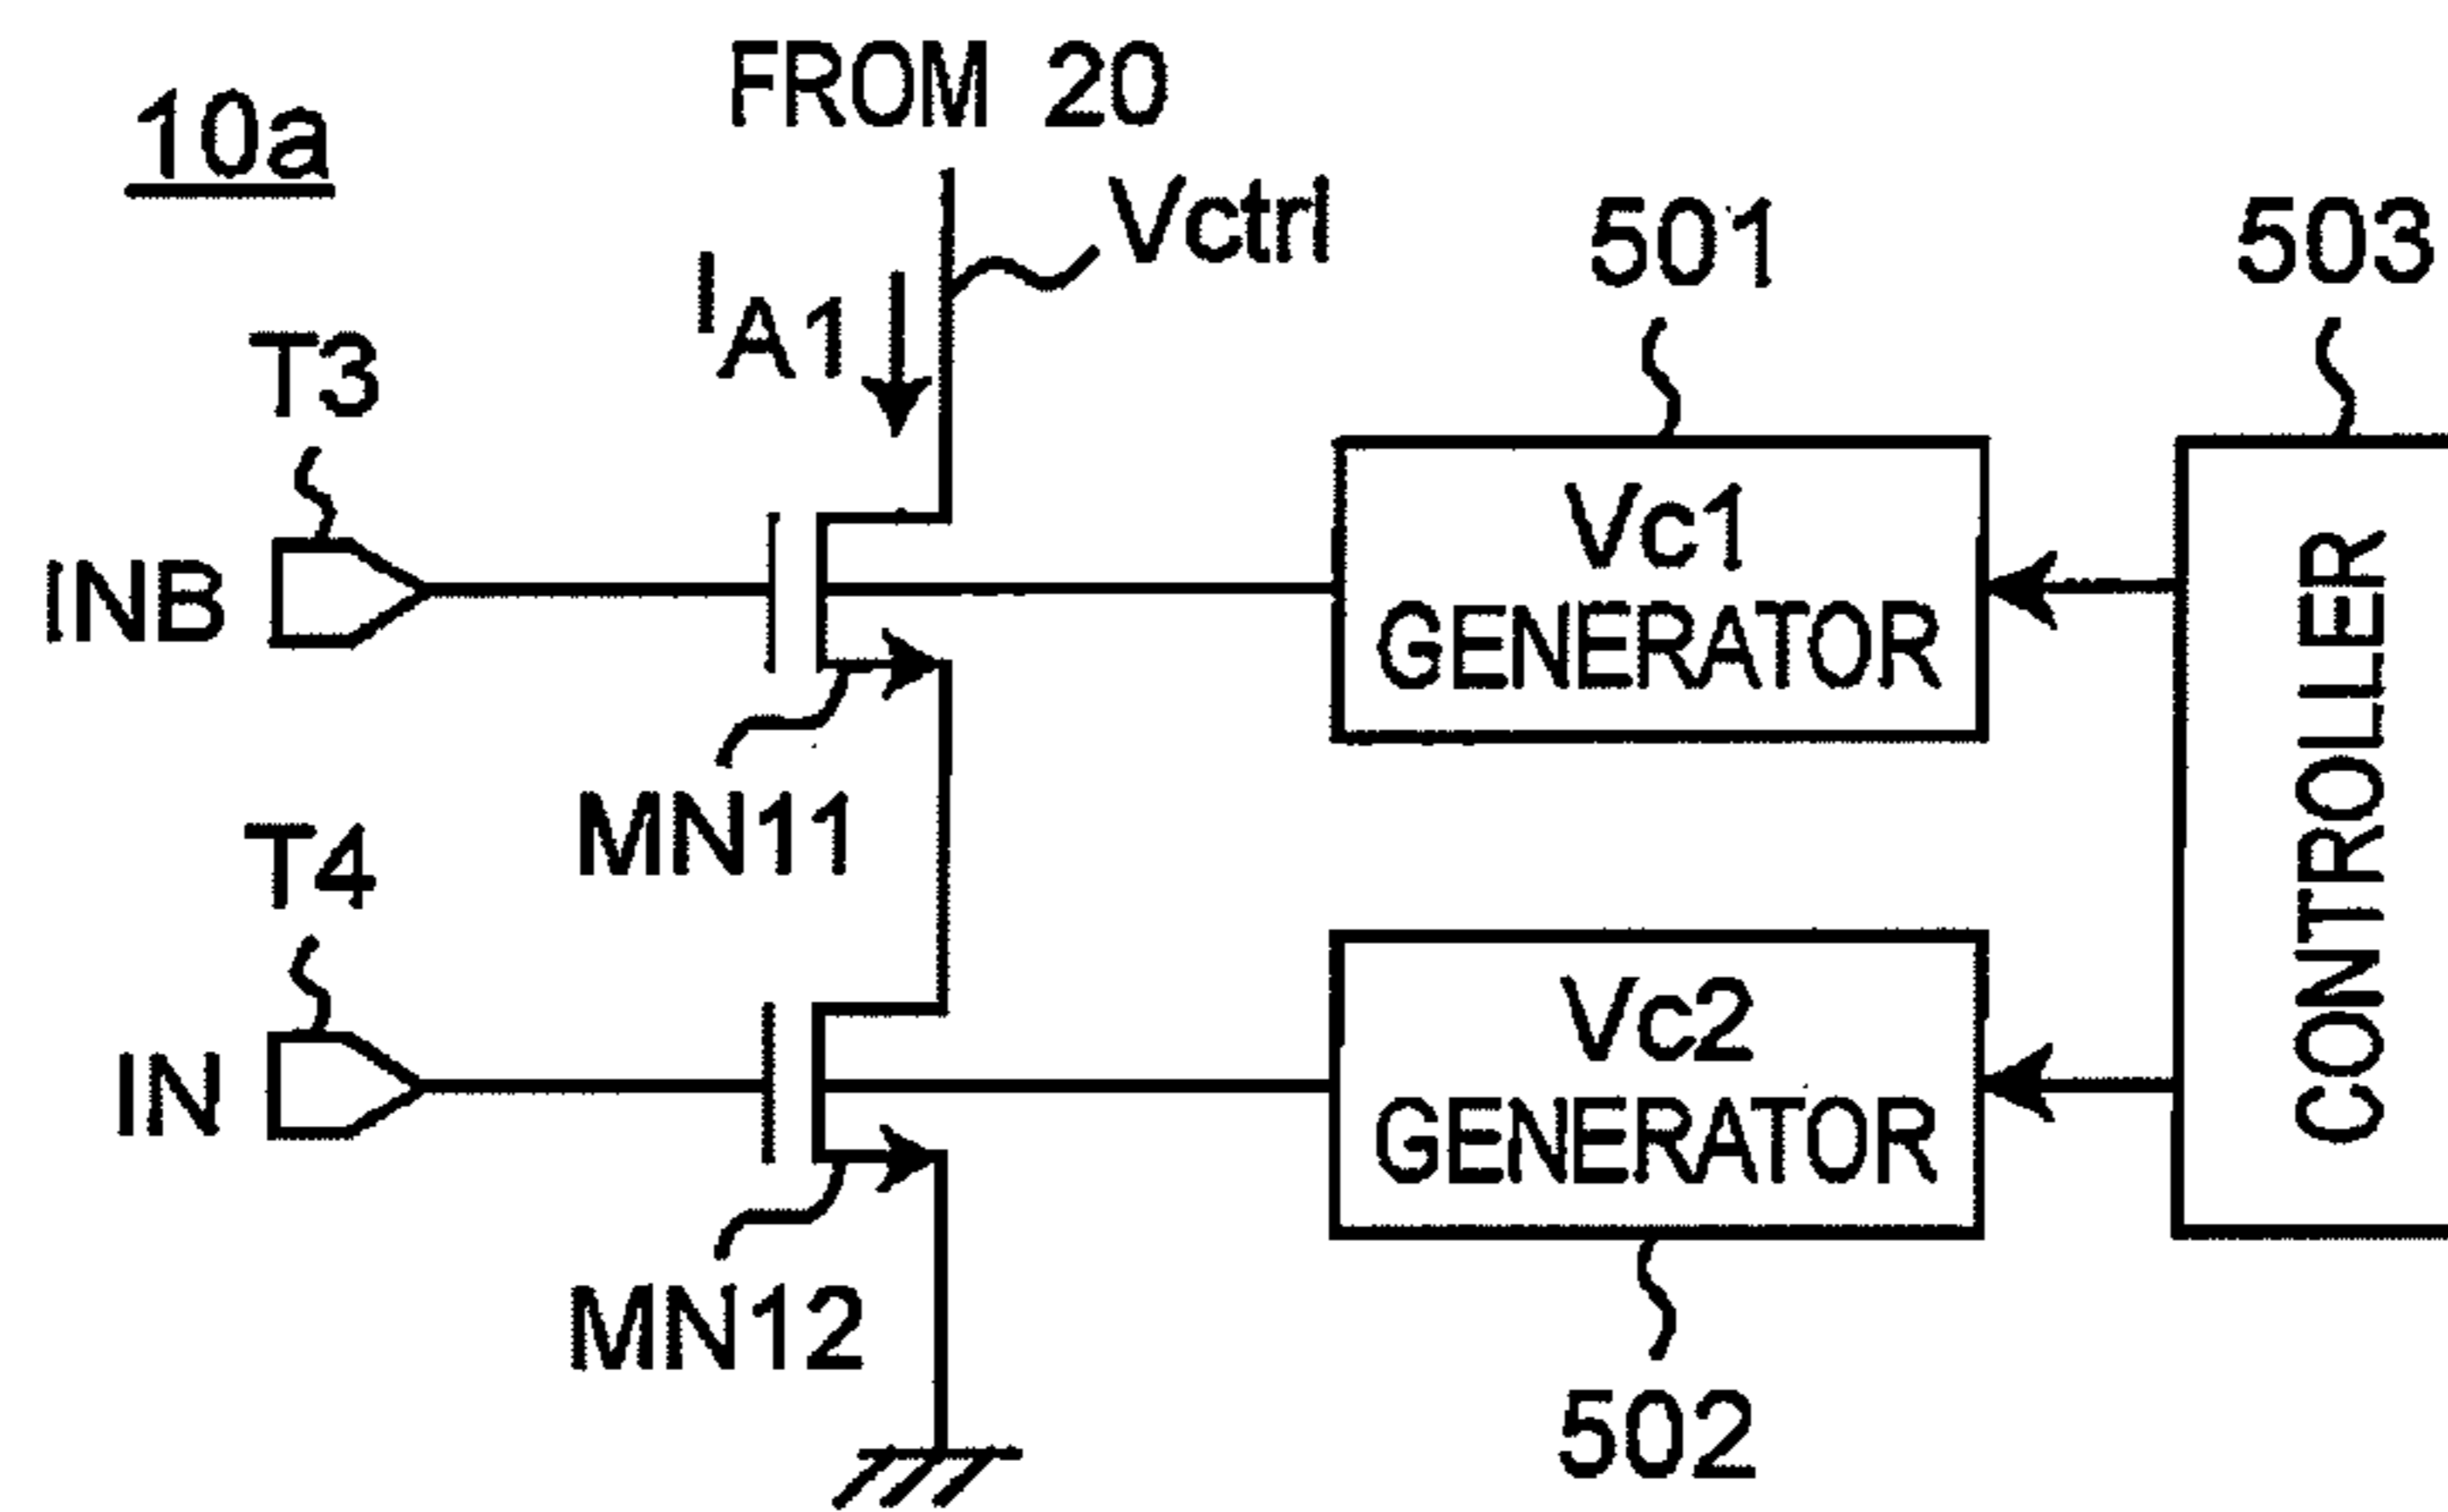 10a
FROM 20
Vctrl
IA1
501
503
T3
INB
Vc1
GENERATOR
MN11
CONTROLLER
T4
IN
Vc2
GENERATOR
MN12
502